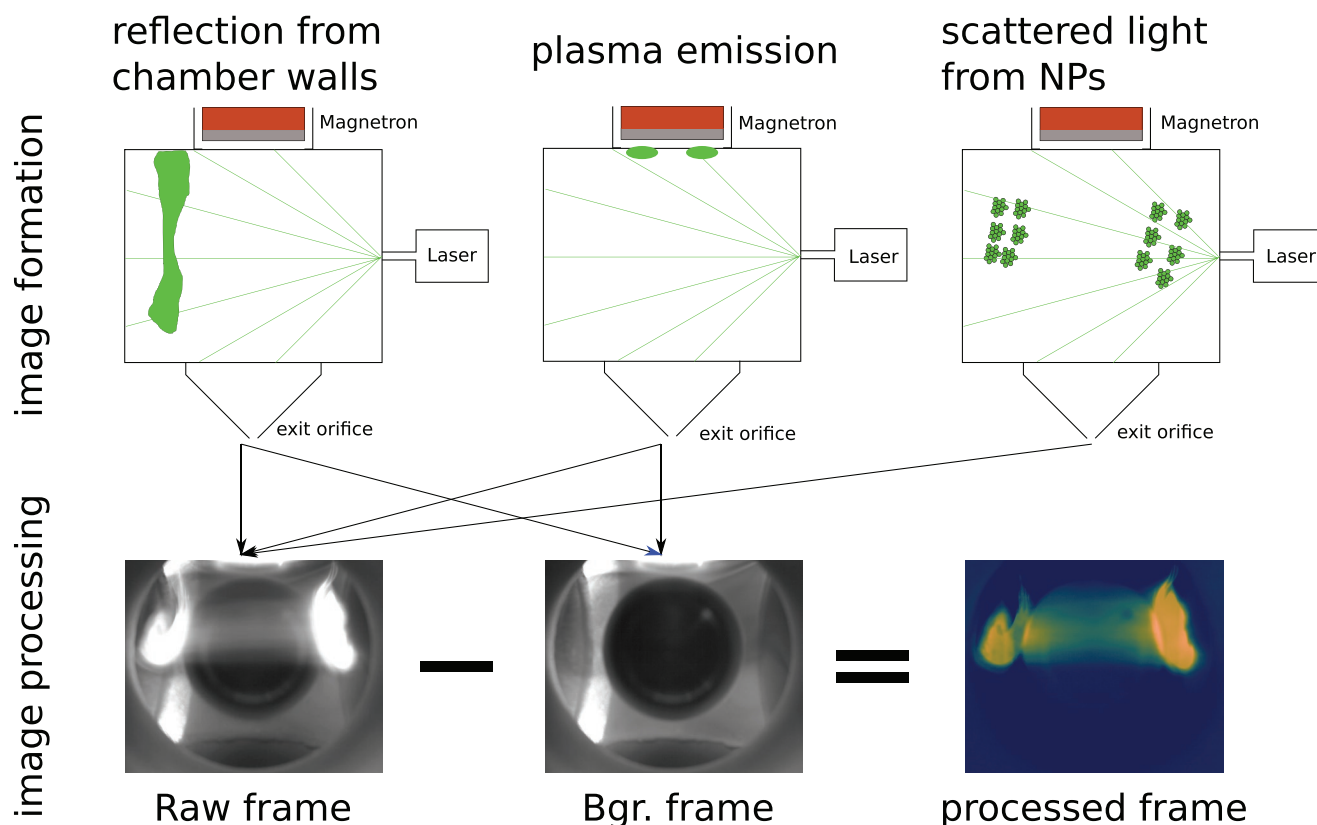 reflection from
chamber walls
plasma emission
scattered light
from NPs
image formation
Magnetron
Magnetron
Magnetron
Laser
Laser
Laser
exit orifice
exit orifice
exit orifice
image processing
Raw frame
Bgr. frame
processed frame